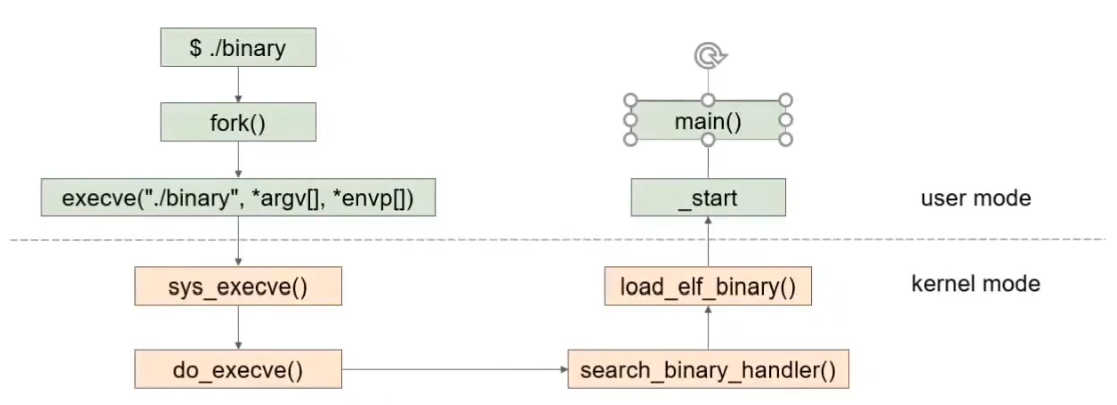 $ ./binary
fork()
execve("./binary", *argv[], *envp[])
sys_execve()
do_execve()
search_binary_handler()
load_elf_binary()
_start
main()
user mode
kernel mode